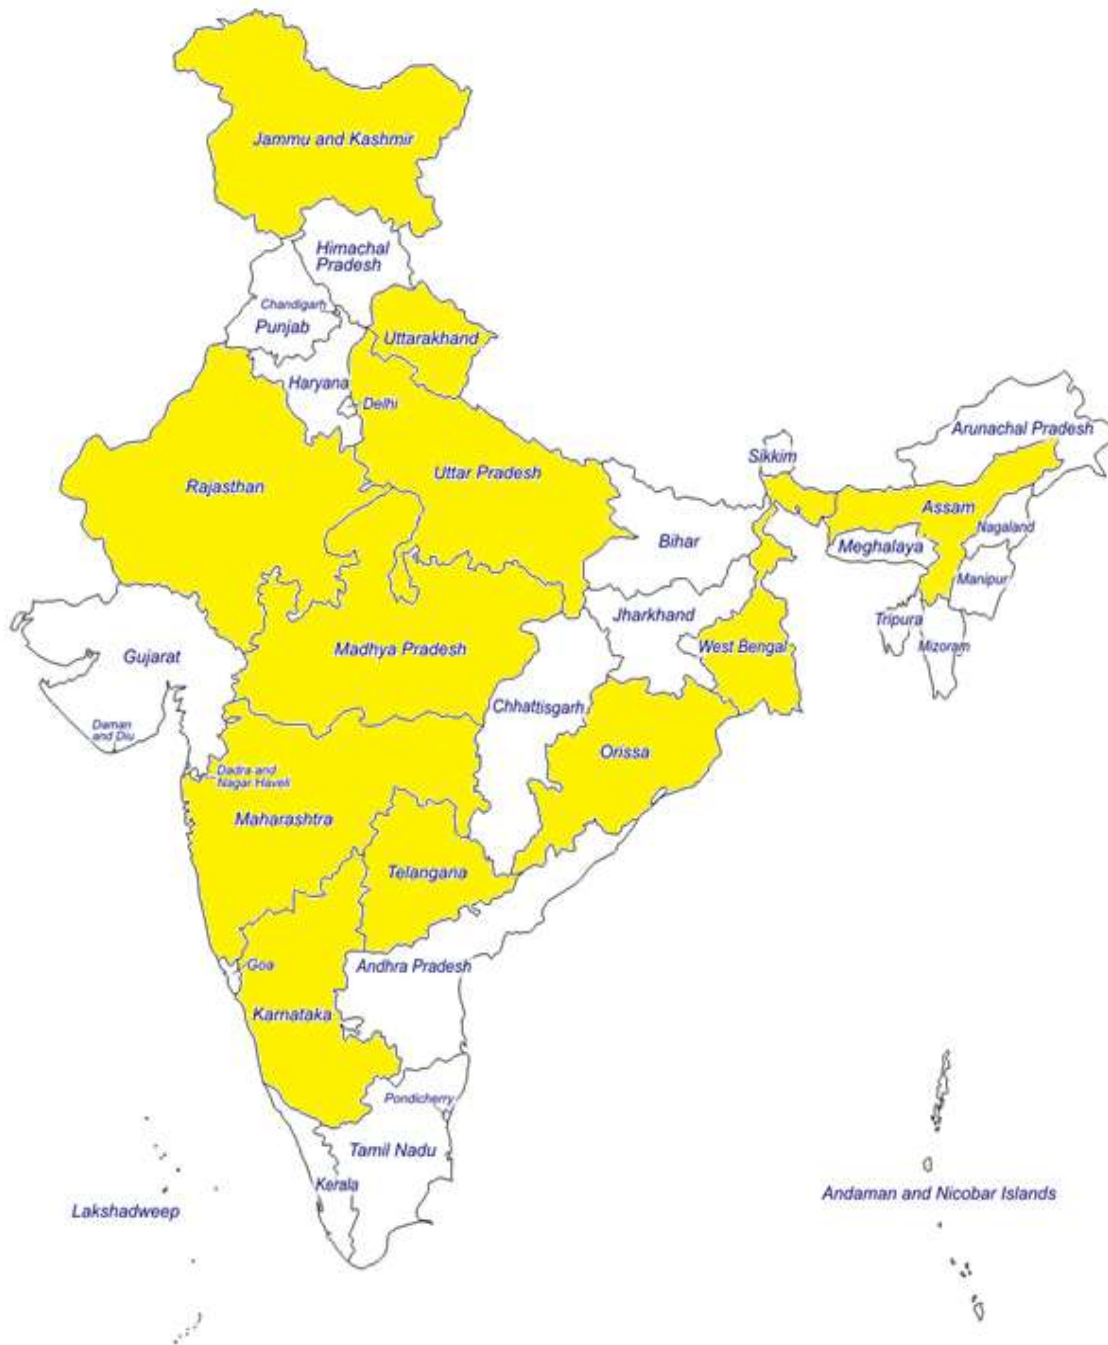 Jammu and Kashmir
Himachal
Pradesh
Chandigarh
Punjab
Uttarakhand
Haryana
Delhi
Rajasthan
Uttar Pradesh
Sikkim
Arunachal Pradesh
Assam
Nagaland
Bihar
Meghalaya
Manipur
Jharkhand
Tripura
Mizoram
West Bengal
Gujarat
Madhya Pradesh
Chhattisgarh
Daman
and Diu
Orissa
Dadra and
Nagar Haveli
Maharashtra
Telangana
Goa
Andhra Pradesh
Karnataka
Pondicherry
Tamil Nadu
Kerala
Lakshadweep
Andaman and Nicobar Islands